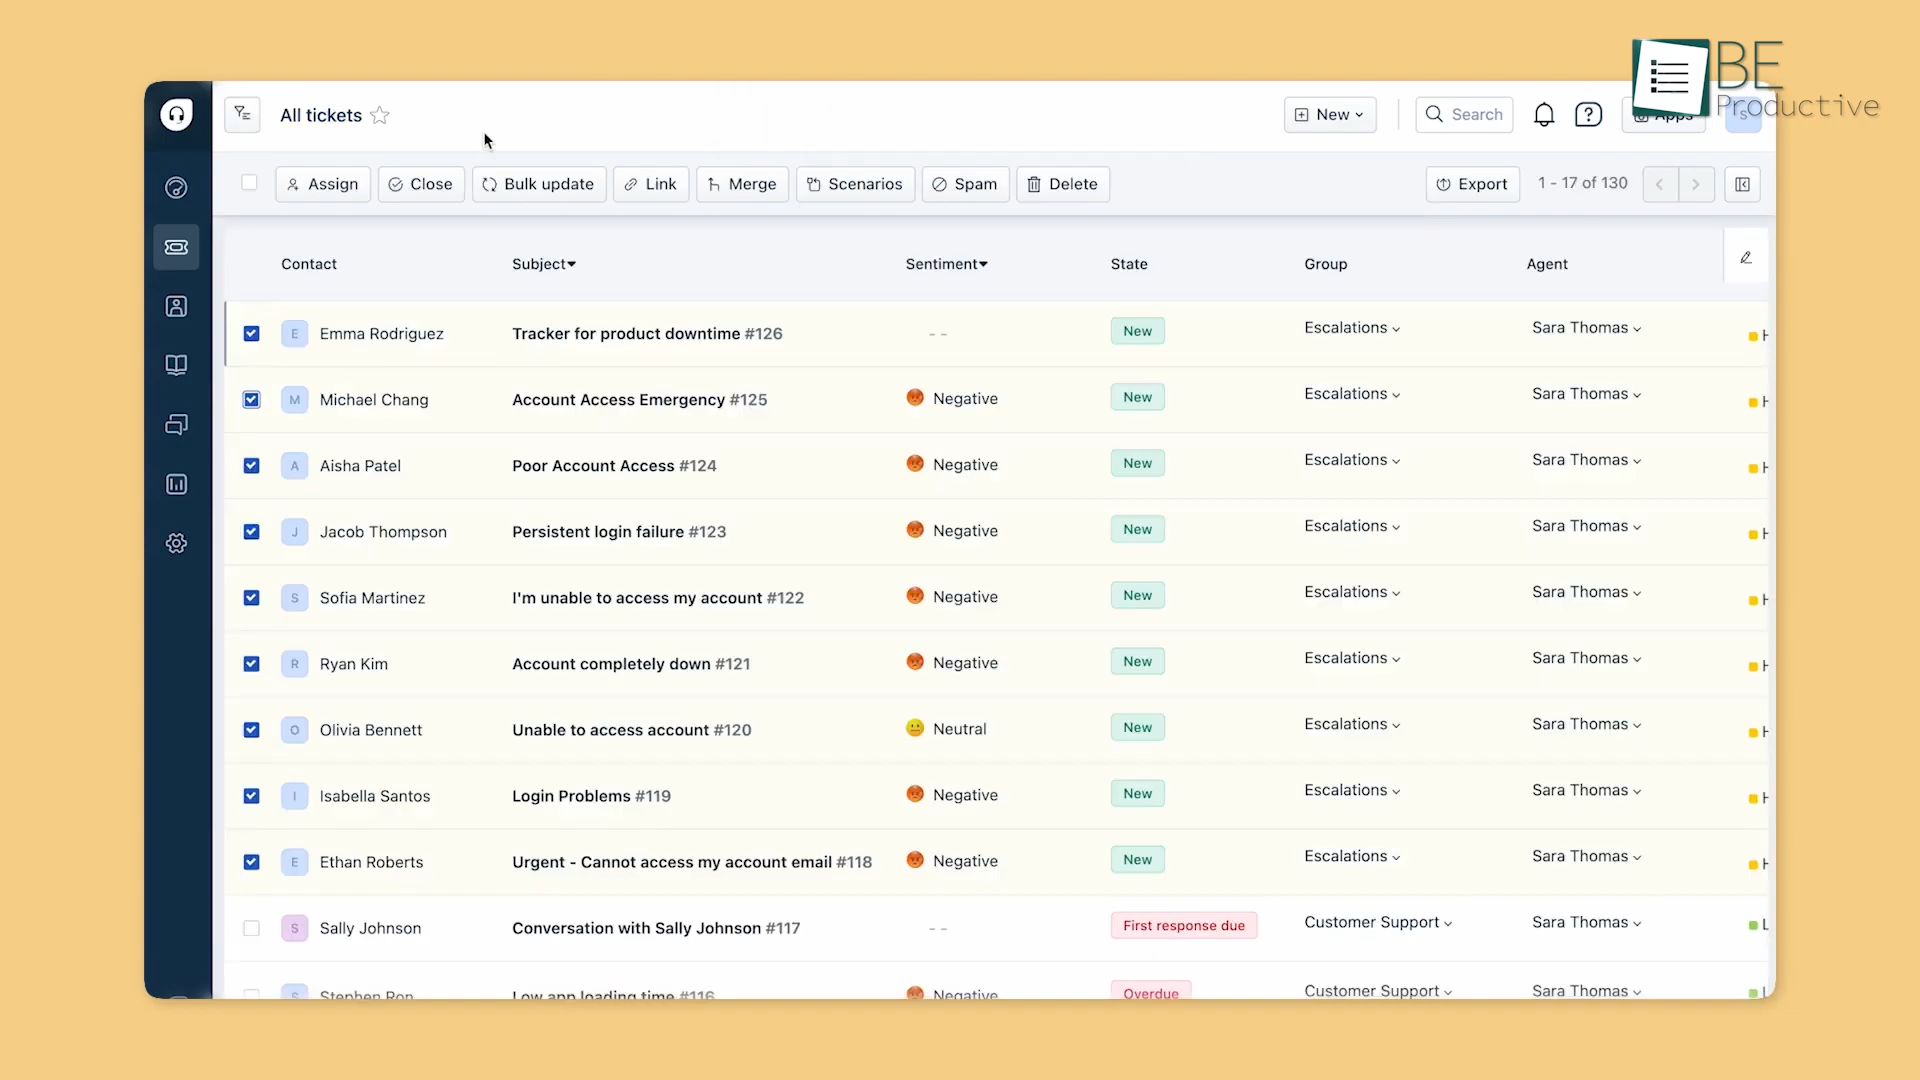 BE
Productive
All tickets
New
Search
Apps
Assign
Close
Bulk update
Link
Merge
Scenarios
Spam
Delete
Export
1 - 17 of 130
Contact
Subject
Sentiment
State
Group
Agent
E Emma Rodriguez Tracker for product downtime #126 - - New Escalations Sara Thomas
M Michael Chang Account Access Emergency #125 Negative New Escalations Sara Thomas
A Aisha Patel Poor Account Access #124 Negative New Escalations Sara Thomas
J Jacob Thompson Persistent login failure #123 Negative New Escalations Sara Thomas
S Sofia Martinez I'm unable to access my account #122 Negative New Escalations Sara Thomas
R Ryan Kim Account completely down #121 Negative New Escalations Sara Thomas
O Olivia Bennett Unable to access account #120 Neutral New Escalations Sara Thomas
I Isabella Santos Login Problems #119 Negative New Escalations Sara Thomas
E Ethan Roberts Urgent - Cannot access my account email #118 Negative New Escalations Sara Thomas
S Sally Johnson Conversation with Sally Johnson #117 - - First response due Customer Support Sara Thomas
S Stephen Ron Low app loading time #116 Negative Overdue Customer Support Sara Thomas